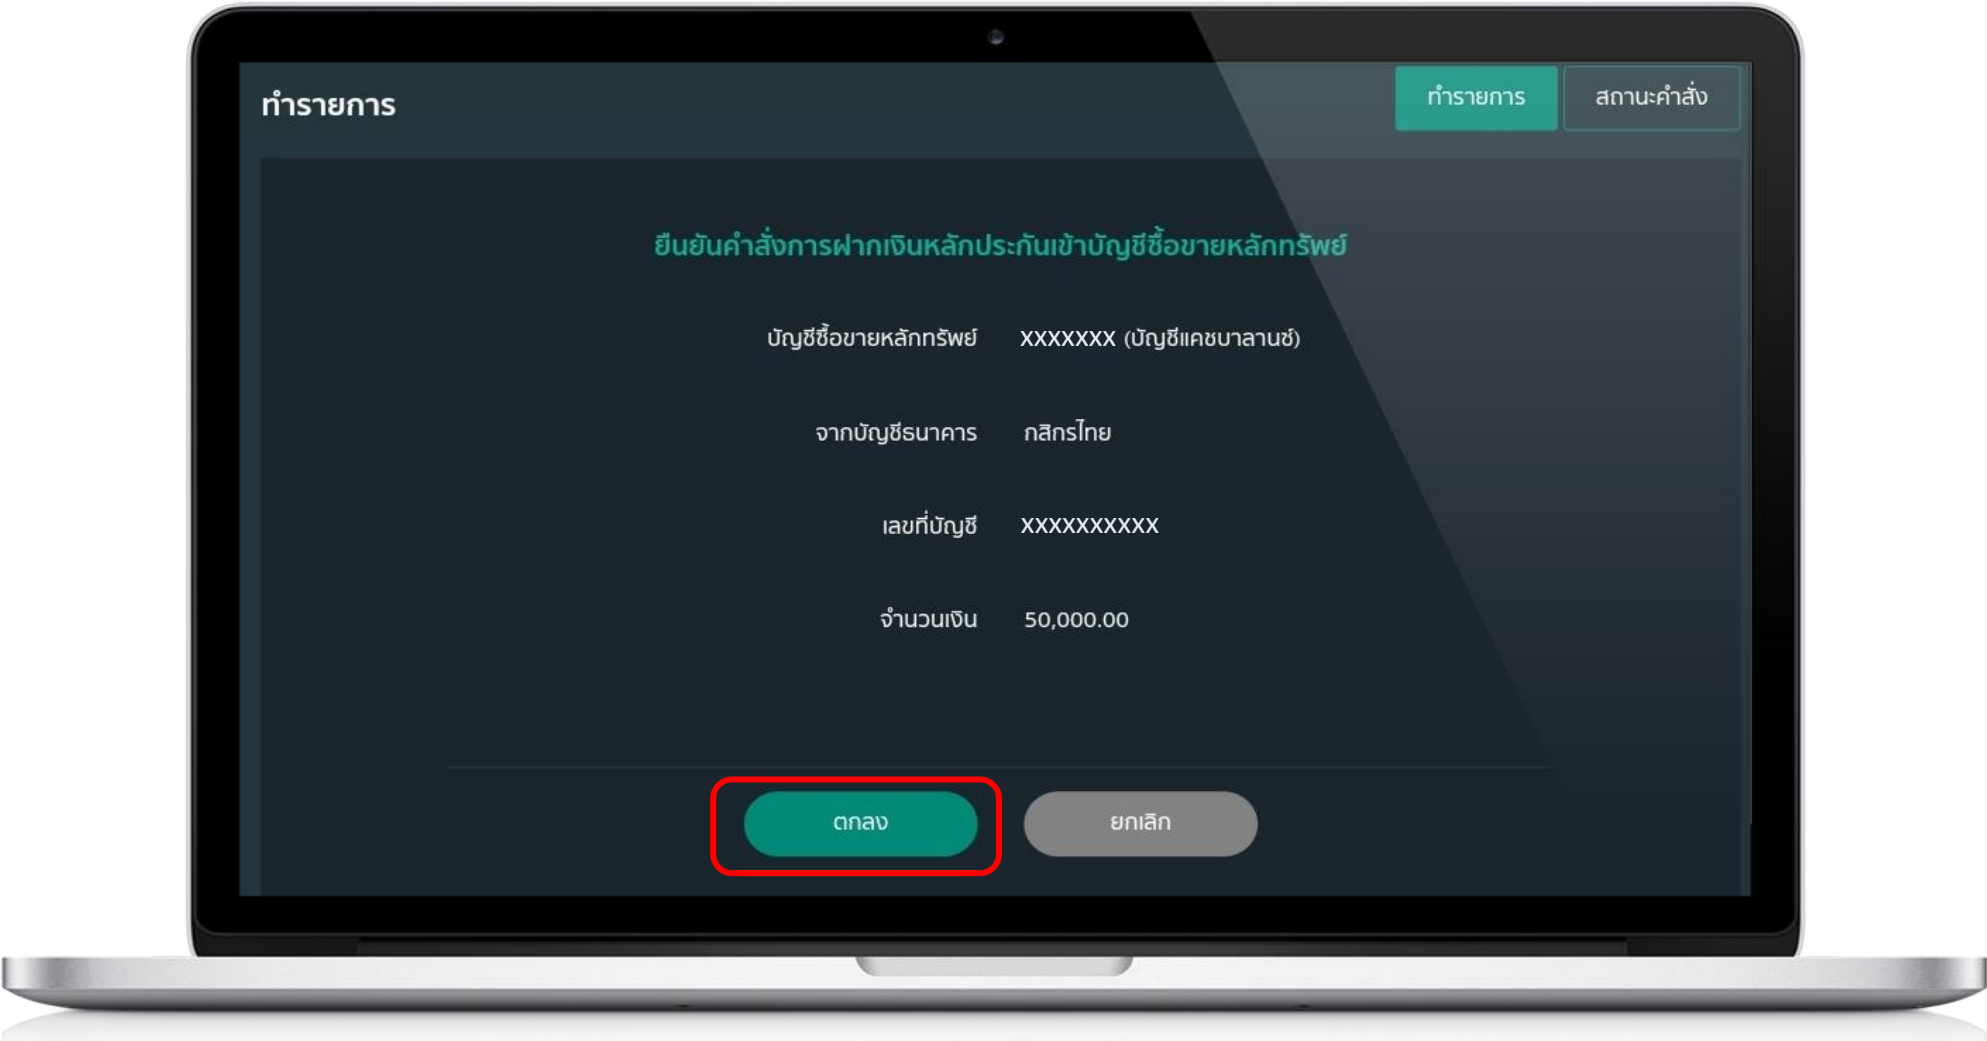 ทำรายการ
ทำรายการ
สถานะคำสั่ง
ยืนยันคำสั่งการฝากเงินหลักประกันเข้าบัญชีซื้อขายหลักทรัพย์
บัญชีซื้อขายหลักทรัพย์ XXXXXXX (บัญชีแคชบาลานซ์)
จากบัญชีธนาคาร กสิกรไทย
เลขที่บัญชี XXXXXXXXXX
จำนวนเงิน 50,000.00
ตกลง
ยกเลิก